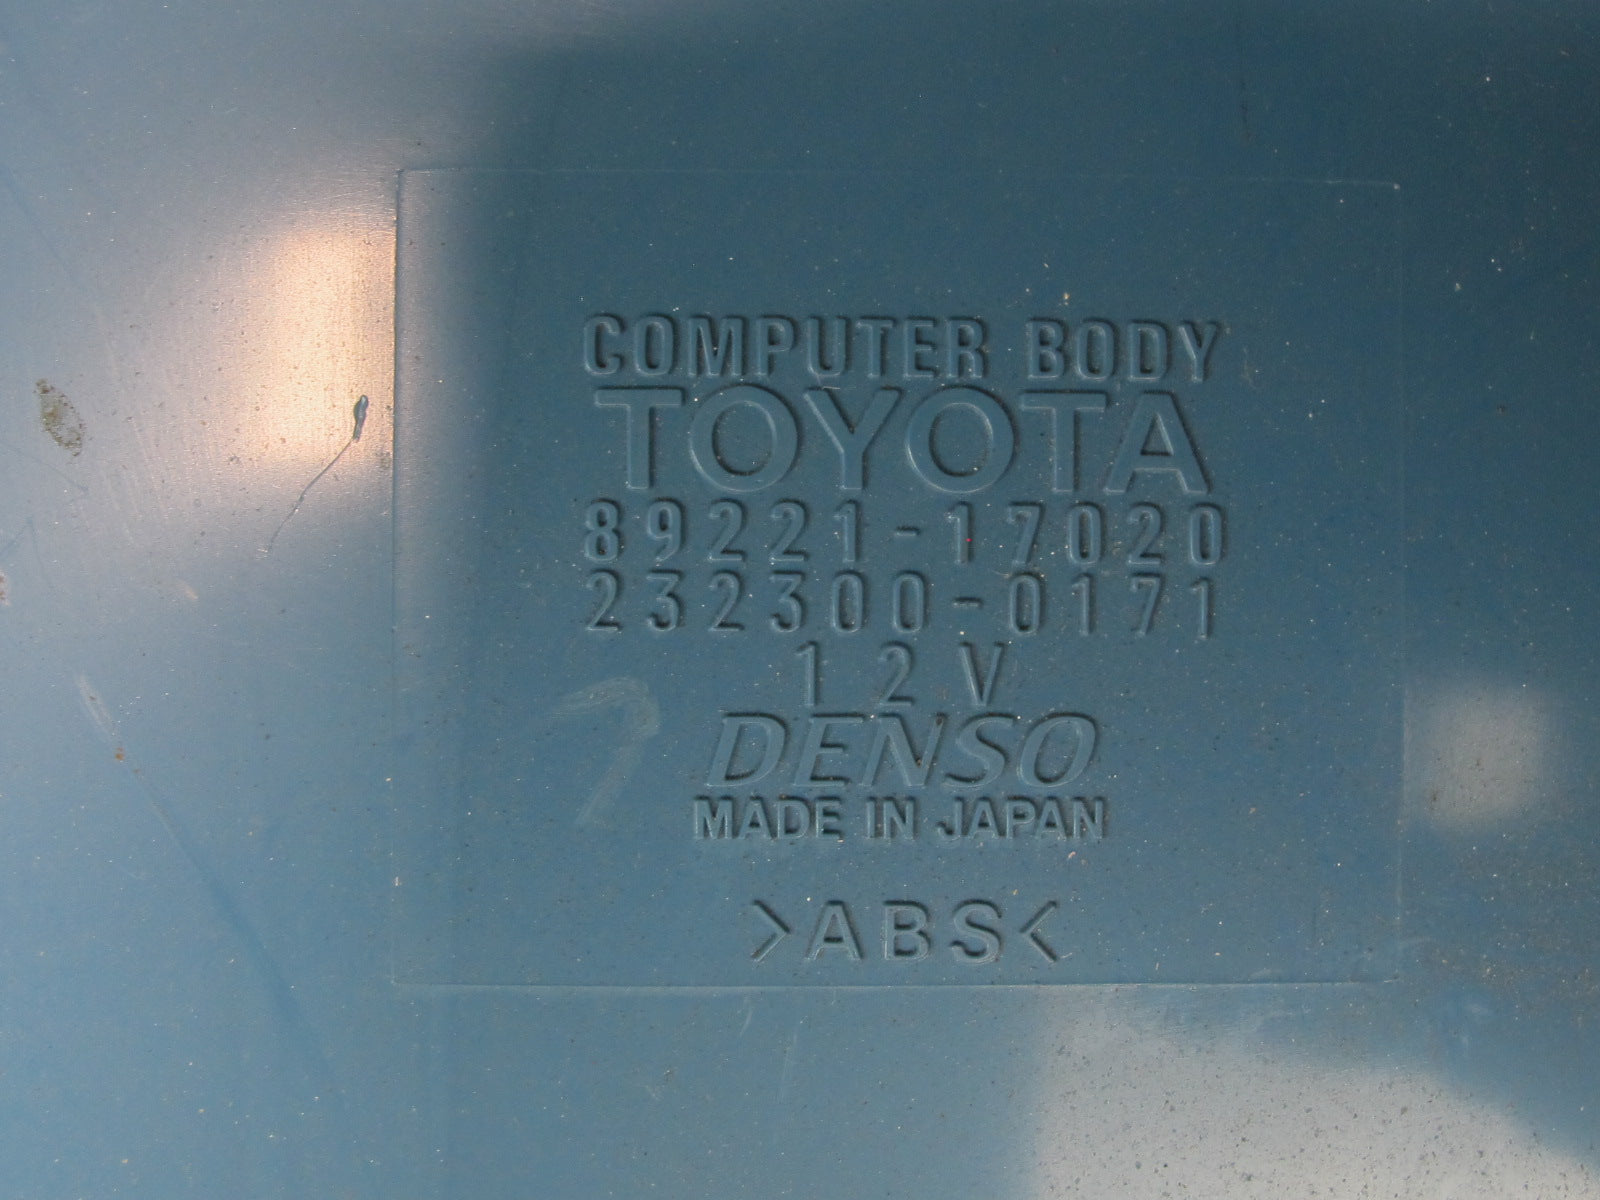 COMPUTER BODY
TOYOTA
89221-17020
232300-0171
12V
DENSO
MADE IN JAPAN
>ABS<